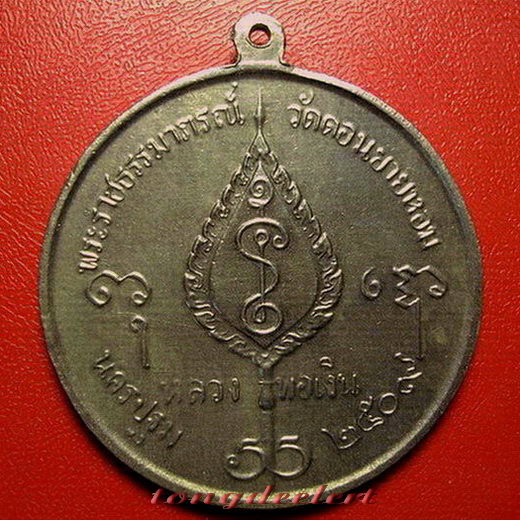 พระราชธรรมาภรณ์ วัดดอนยายหอม
๑
หลวง พ่อเงิน
นครปฐม
๒๕๐๙
tongdeelert